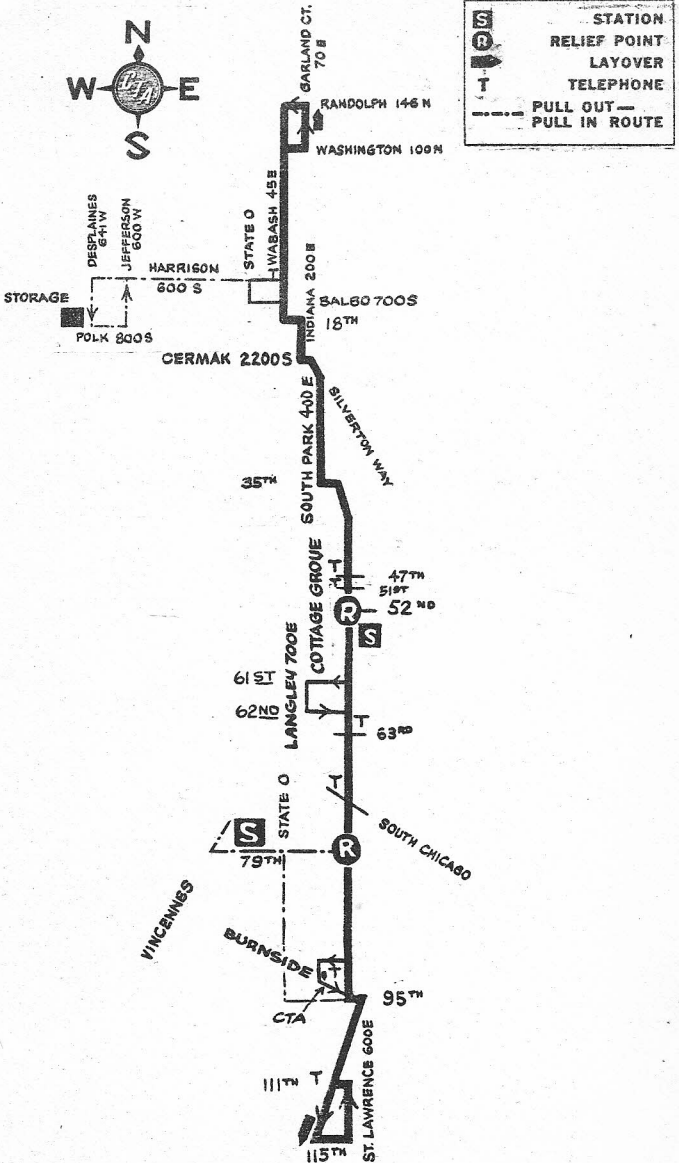 N
W E
S
CTA
S STATION
R RELIEF POINT
LAYOVER
T TELEPHONE
PULL OUT—
PULL IN ROUTE
GARLAND CT.
70 E
RANDOLPH 146 N
WASHINGTON 100 N
WABASH 45 E
STATE 0
DESPLAINES
641 W
JEFFERSON
600 W
HARRISON
600 S
STORAGE
POLK 800 S
BALBO 700 S
INDIANA 200 E
18TH
CERMAK 2200 S
SOUTH PARK 400 E
SILVERTON WAY
35TH
T
47TH
T
51ST
R
52ND
S
COTTAGE GROVE
LANGLEY 700E
61ST
62ND
T
63RD
T
SOUTH CHICAGO
STATE 0
S
79TH
R
VINCENNES
BURNSIDE
T
CTA
95TH
111TH
T
ST. LAWRENCE 600E
115TH